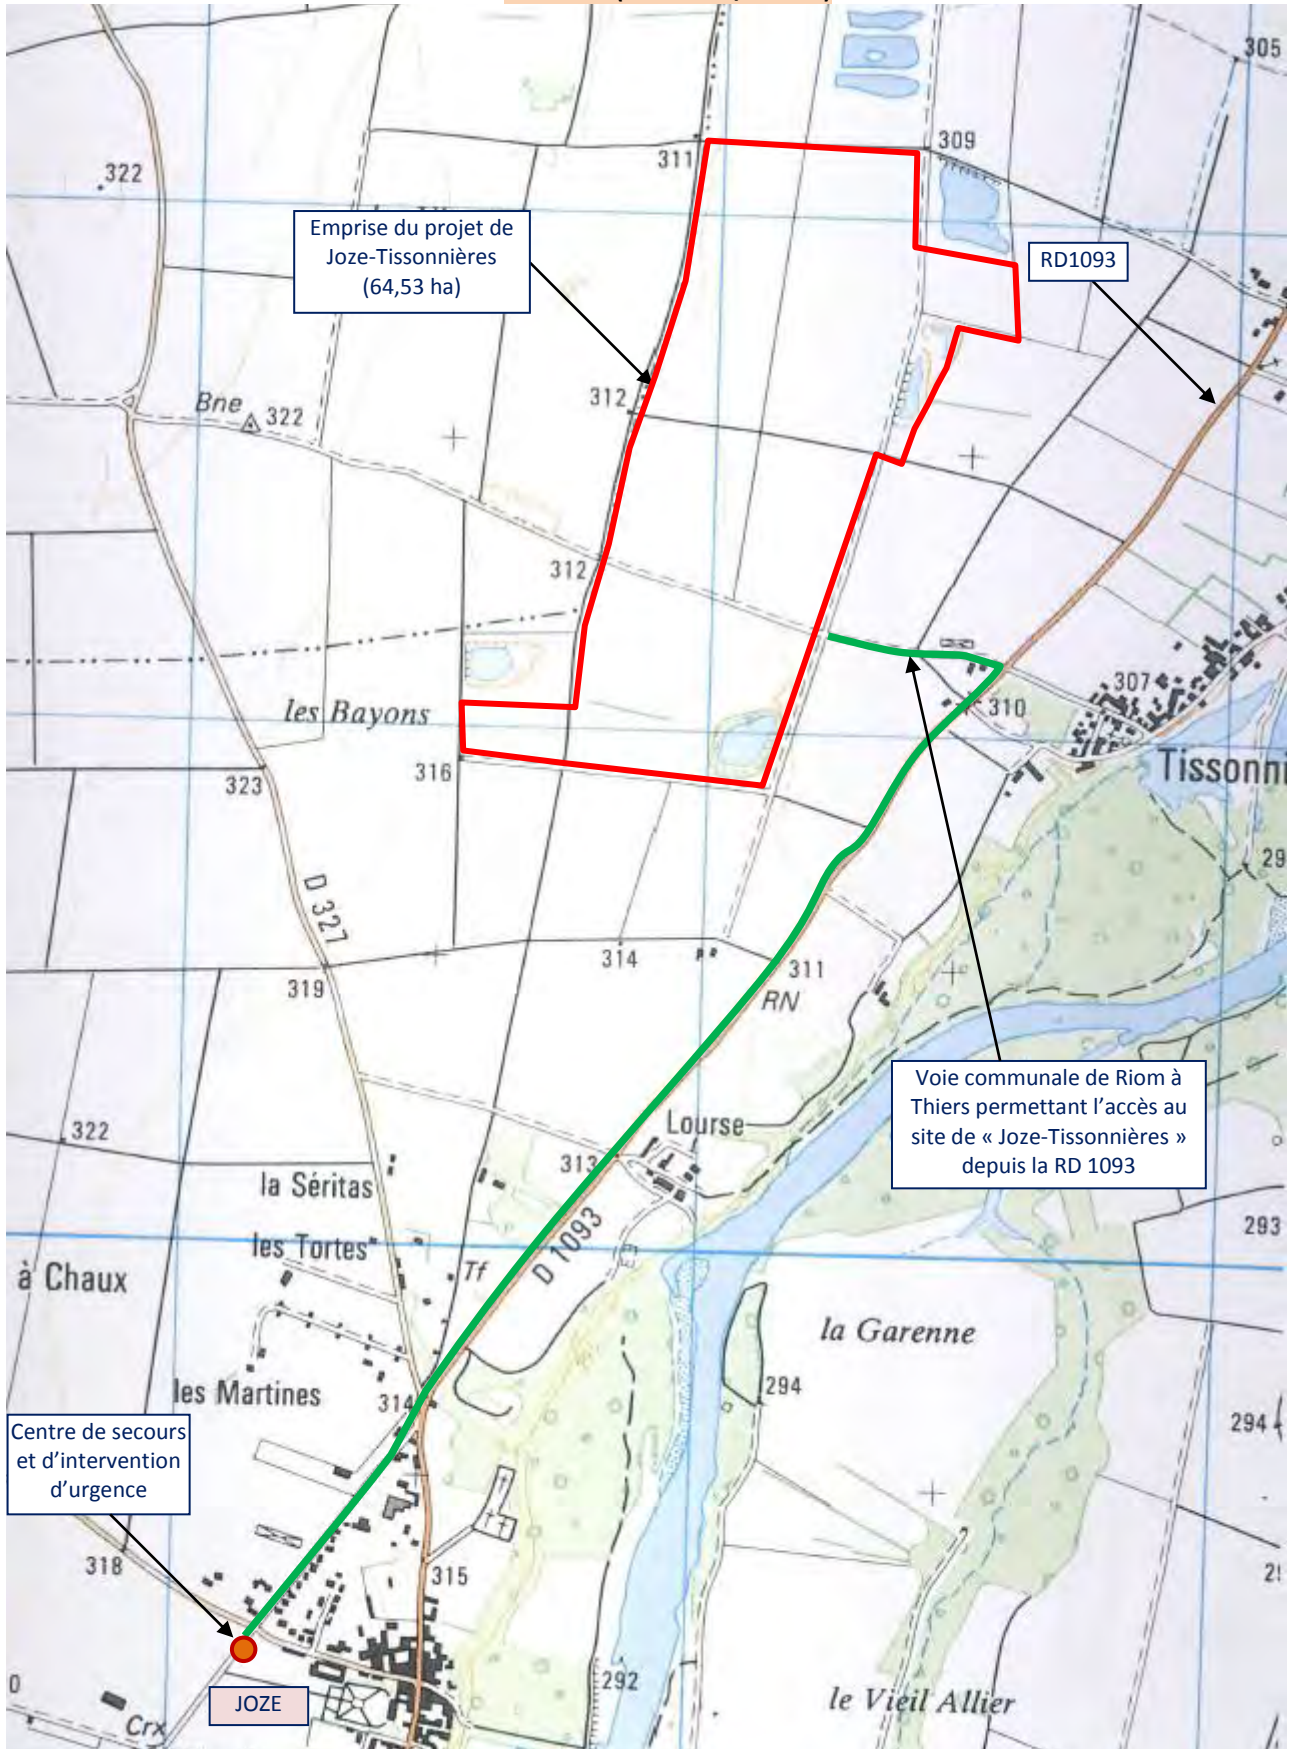 305
309
311
322
Emprise du projet de
Joze-Tissonnières
(64,53 ha)
RD1093
312
Bne
322
312
307
310
les Bayons
316
323
Tissonni
29
D 327
314
311
319
RN
Voie communale de Riom à
Thiers permettant l'accès au
site de « Joze-Tissonnières »
depuis la RD 1093
Lourse
322
313
la Séritas
293
les Tortes
D 1093
Tf
à Chaux
la Garenne
les Martines
294
314
294
Centre de secours
et d'intervention
d'urgence
318
315
29
292
0
JOZE
le Vieil Allier
Crx